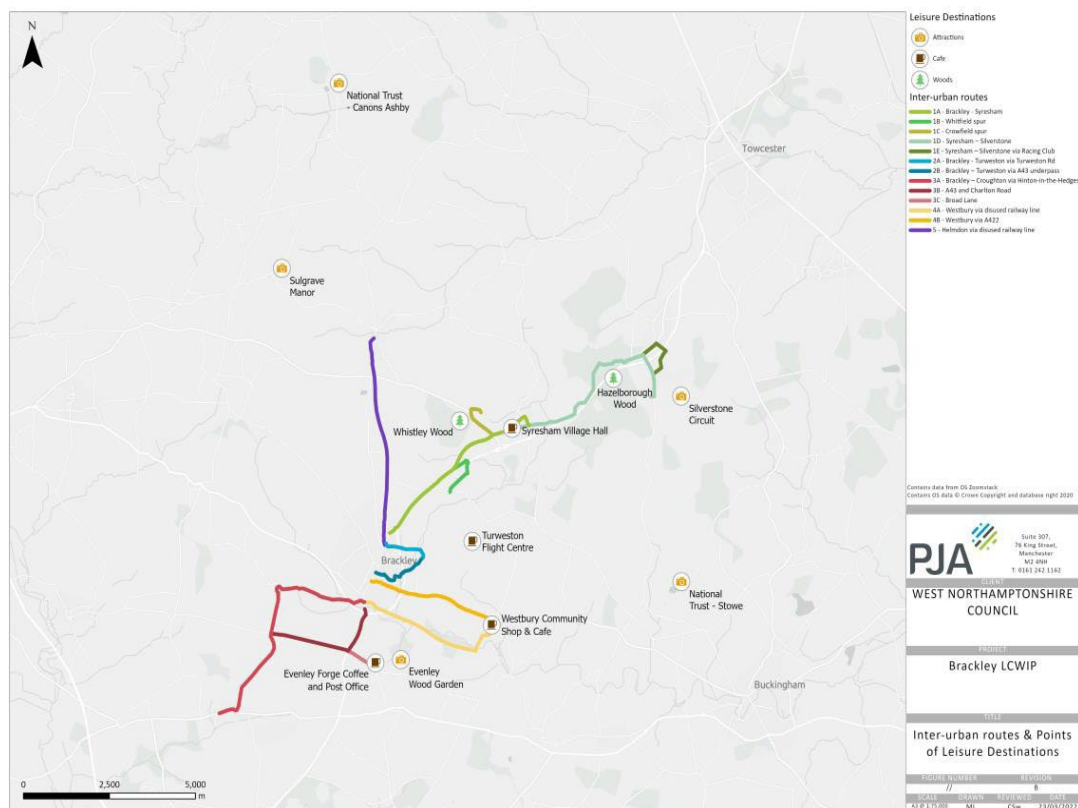 N
National Trust
- Canons Ashby
Towcester
Sulgrave
Manor
Hazelborough
Wood
Silverstone
Circuit
Whistley Wood
Syresham Village Hall
Turweston
Flight Centre
Brackley
National
Trust - Stowe
Westbury Community
Shop & Cafe
Evenley Forge Coffee
and Post Office
Evenley
Wood Garden
Buckingham
0 2,500 5,000
m
Leisure Destinations
Attractions
Cafe
Woods
Inter-urban routes
1A - Brackley - Syresham
1B - Whitfield spur
1C - Crowfield spur
1D - Syresham – Silverstone
1E - Syresham – Silverstone via Racing Club
2A - Brackley - Turweston via Turweston Rd
2B - Brackley – Turweston via A43 underpass
3A - Brackley – Croughton via Hinton-in-the-Hedges
3B - A43 and Charlton Road
3C - Broad Lane
4A - Westbury via disused railway line
4B - Westbury via A422
5 - Helmdon via disused railway line
Contains data from OS Zoomstack
Contains OS data © Crown Copyright and database right 2020
PJA
Suite 307,
76 King Street,
Manchester
M2 4NH
T: 0161 242 1162
CLIENT
WEST NORTHAMPTONSHIRE
COUNCIL
PROJECT
Brackley LCWIP
TITLE
Inter-urban routes & Points
of Leisure Destinations
FIGURE NUMBER REVISION
// B
SCALE DRAWN REVIEWED DATE